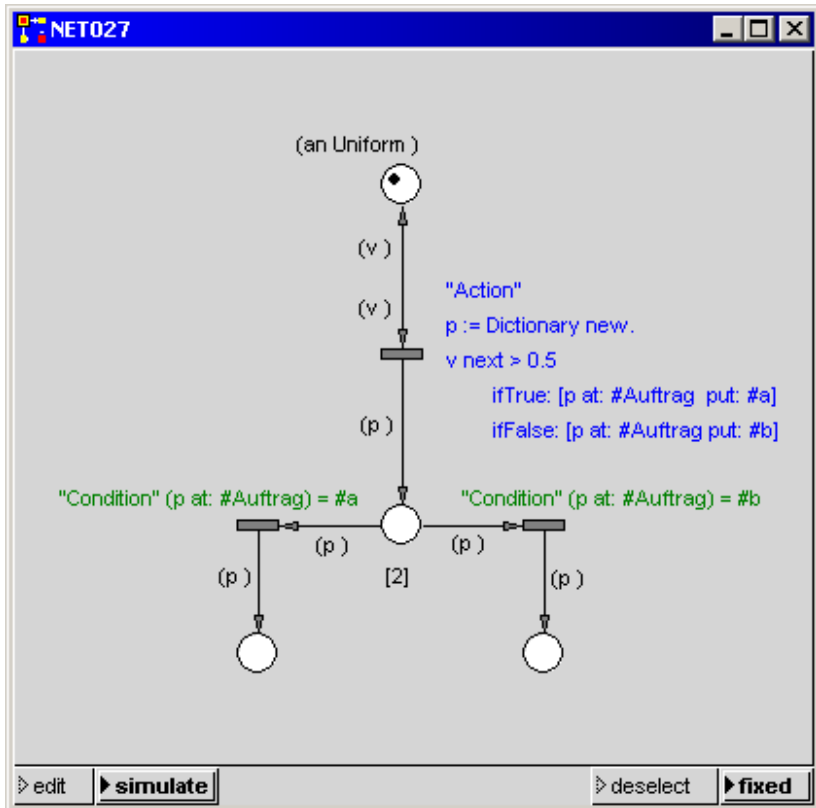 NET027
(an Uniform )
(v )
(v )
"Action"
p := Dictionary new.
v next > 0.5
ifTrue: [p at: #Auftrag  put: #a]
ifFalse: [p at: #Auftrag put: #b]
(p )
"Condition" (p at: #Auftrag) = #a
"Condition" (p at: #Auftrag) = #b
(p )
(p )
(p )
[2]
(p )
edit
simulate
deselect
fixed